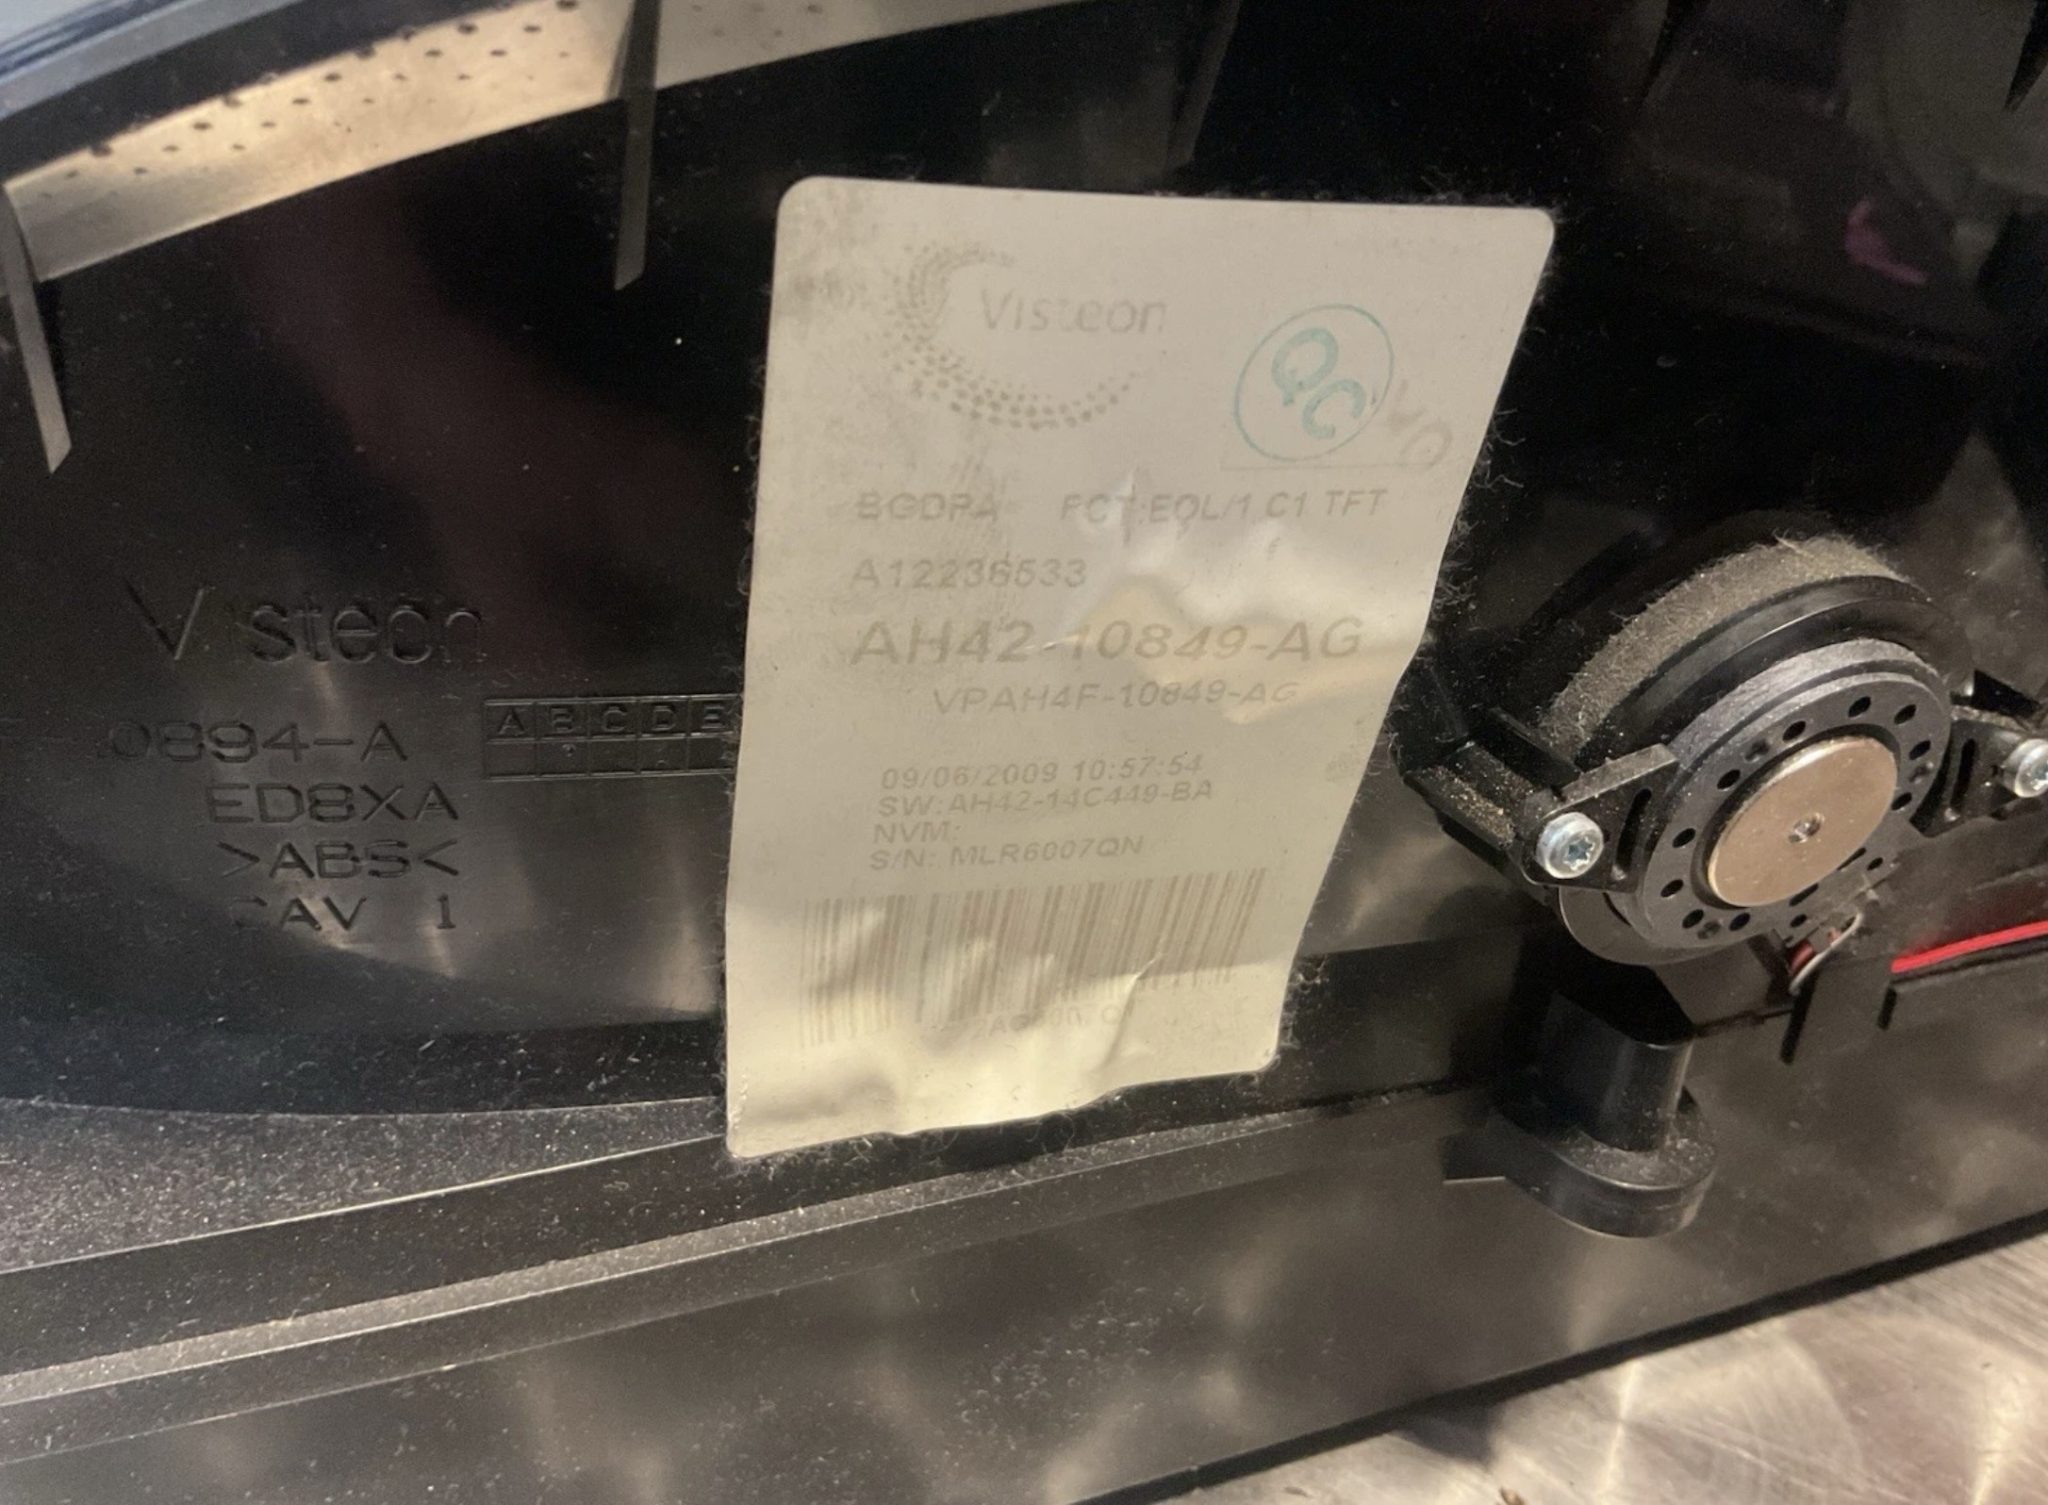 Visteon
QC
BGDPA FCT:EOL/1 C1 TFT
A12236533
AH42-10849-AG
VPAH4F-10849-AG
09/06/2009 10:57:54
SW:AH42-14C449-BA
NVM:
S/N: MLR6007QN
Visteon
0894-A
A B C D E
ED8XA
>ABS<
CAV 1